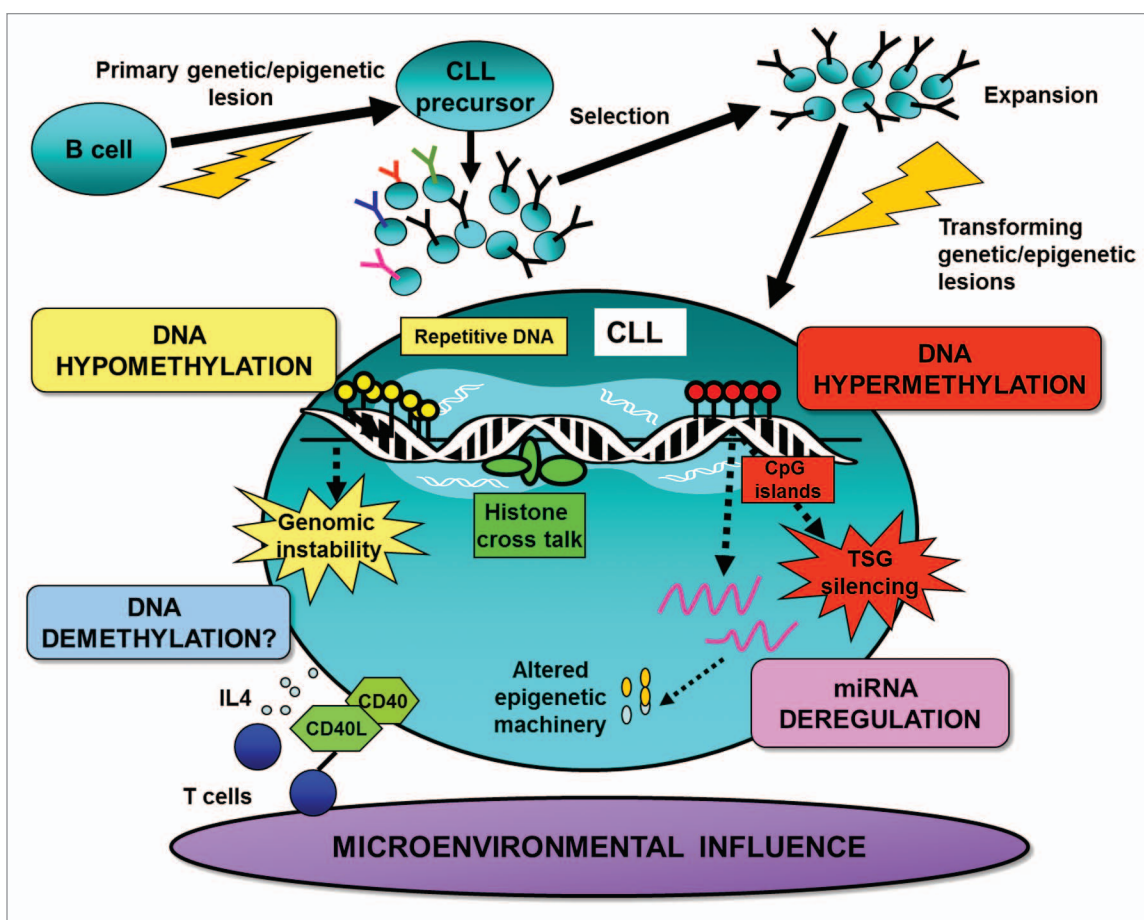 Primary genetic/epigenetic
lesion
B cell
CLL
precursor
Selection
Expansion
Transforming
genetic/epigenetic
lesions
DNA
HYPOMETHYLATION
Repetitive DNA
CLL
DNA
HYPERMETHYLATION
CpG
islands
Histone
cross talk
Genomic
instability
TSG
silencing
DNA
DEMETHYLATION?
IL4
CD40
CD40L
T cells
Altered
epigenetic
machinery
miRNA
DEREGULATION
MICROENVIRONMENTAL INFLUENCE